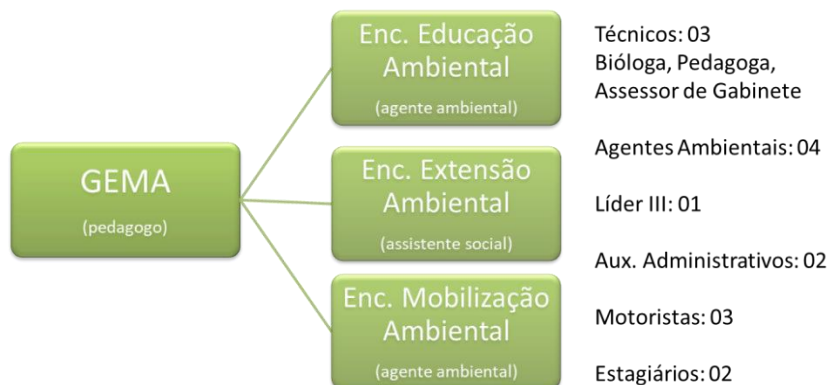 GEMA
(pedagogo)
Enc. Educação
Ambiental
(agente ambiental)
Enc. Extensão
Ambiental
(assistente social)
Enc. Mobilização
Ambiental
(agente ambiental)
Técnicos: 03
Bióloga, Pedagoga,
Assessor de Gabinete
Agentes Ambientais: 04
Líder III: 01
Aux. Administrativos: 02
Motoristas: 03
Estagiários: 02